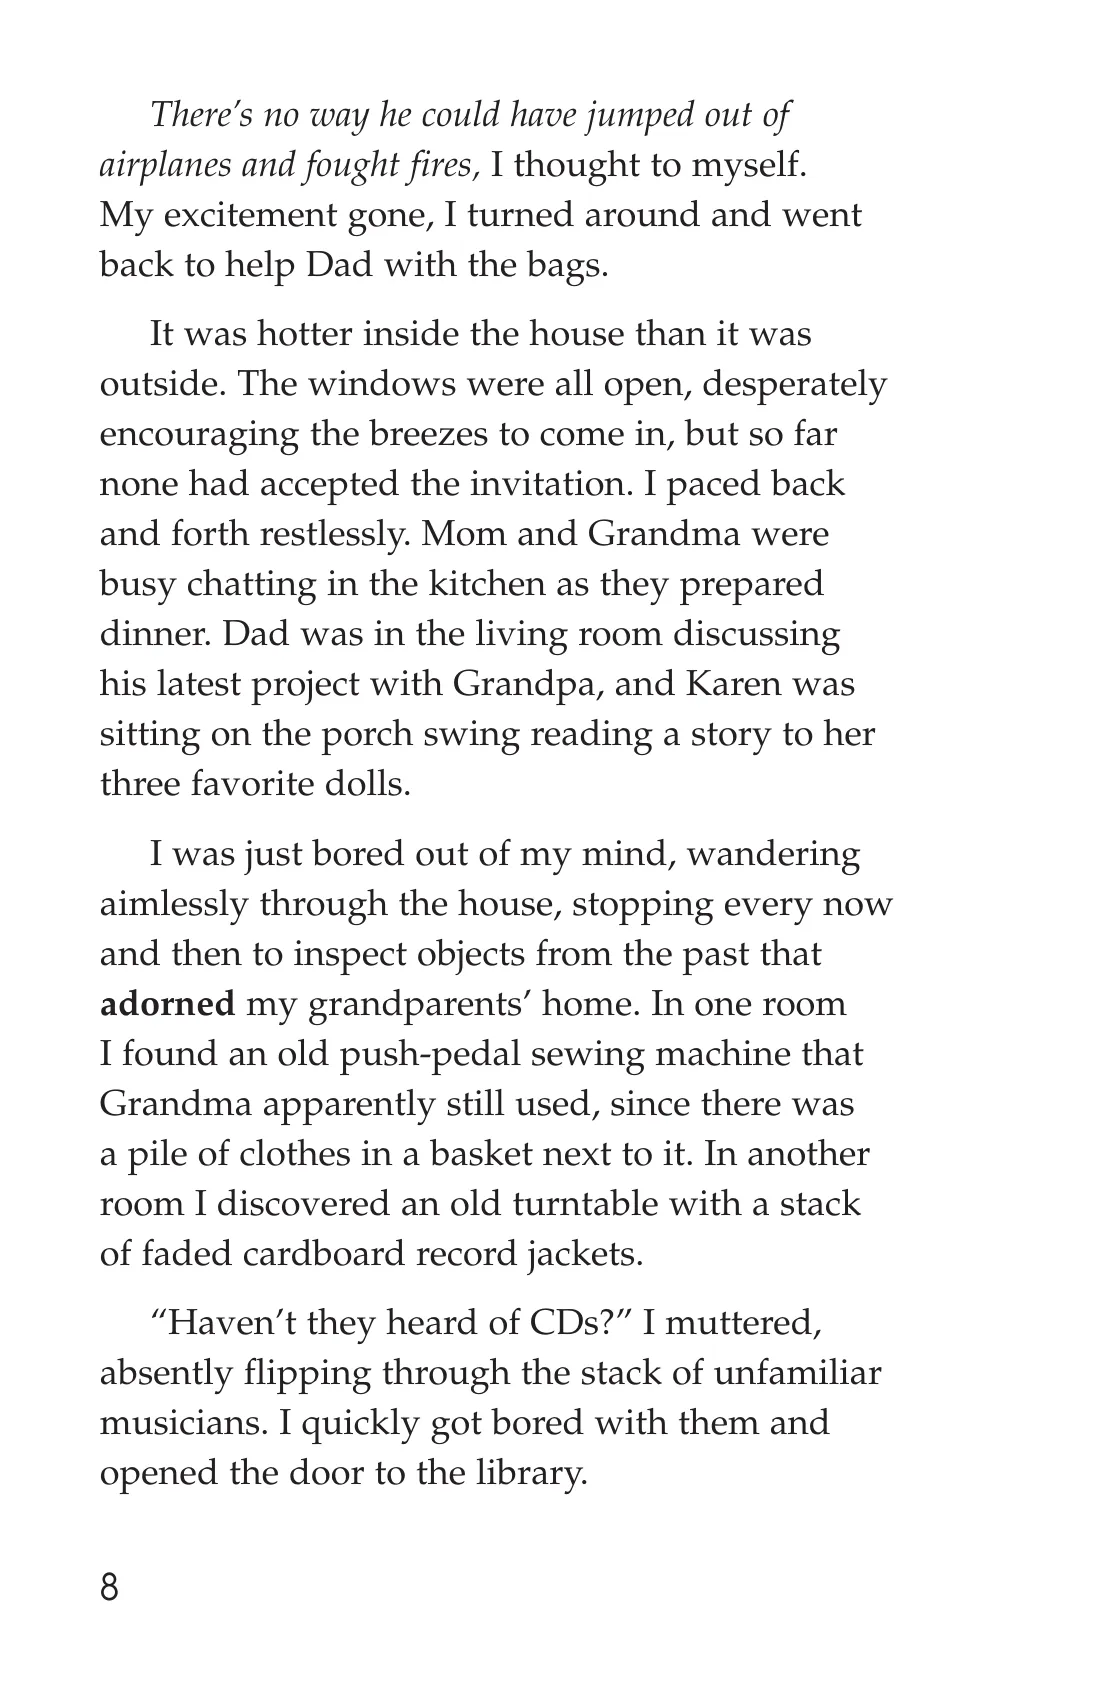 There’s no way he could have jumped out of
airplanes and fought fires, I thought to myself.
My excitement gone, I turned around and went
back to help Dad with the bags.
It was hotter inside the house than it was
outside. The windows were all open, desperately
encouraging the breezes to come in, but so far
none had accepted the invitation. I paced back
and forth restlessly. Mom and Grandma were
busy chatting in the kitchen as they prepared
dinner. Dad was in the living room discussing
his latest project with Grandpa, and Karen was
sitting on the porch swing reading a story to her
three favorite dolls.
I was just bored out of my mind, wandering
aimlessly through the house, stopping every now
and then to inspect objects from the past that
adorned my grandparents’ home. In one room
I found an old push-pedal sewing machine that
Grandma apparently still used, since there was
a pile of clothes in a basket next to it. In another
room I discovered an old turntable with a stack
of faded cardboard record jackets.
“Haven’t they heard of CDs?” I muttered,
absently flipping through the stack of unfamiliar
musicians. I quickly got bored with them and
opened the door to the library.
8